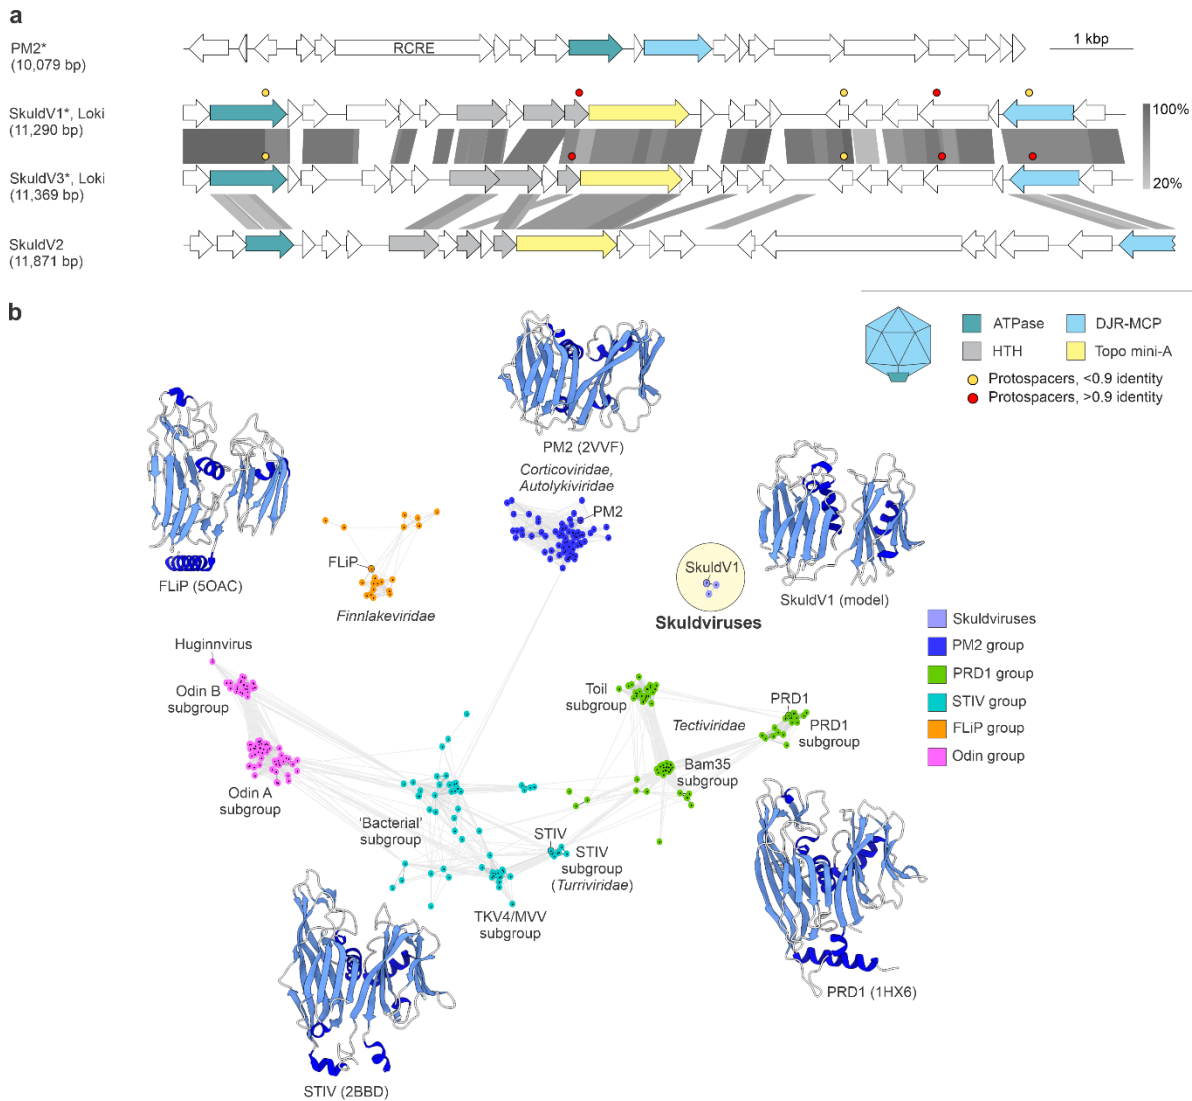 a
PM2*
(10,079 bp)
RCRE
1 kbp
SkuldV1*, Loki
(11,290 bp)
100%
20%
SkuldV3*, Loki
(11,369 bp)
SkuldV2
(11,871 bp)
b
ATPase
DJR-MCP
HTH
Topo mini-A
Protospacers, <0.9 identity
Protospacers, >0.9 identity
PM2 (2VVF)
Corticoviridae,
Autolykiviridae
PM2
FLiP (5OAC)
FLiP
Finnlakeviridae
SkuldV1
Skuldviruses
SkuldV1 (model)
Skuldviruses
PM2 group
PRD1 group
STIV group
FLiP group
Odin group
Huginnvirus
Odin B
subgroup
Odin A
subgroup
Toil
subgroup
Tectiviridae
PRD1
PRD1
subgroup
Bam35
subgroup
'Bacterial'
subgroup
STIV
STIV
subgroup
(Turriviridae)
TKV4/MVV
subgroup
STIV (2BBD)
PRD1 (1HX6)